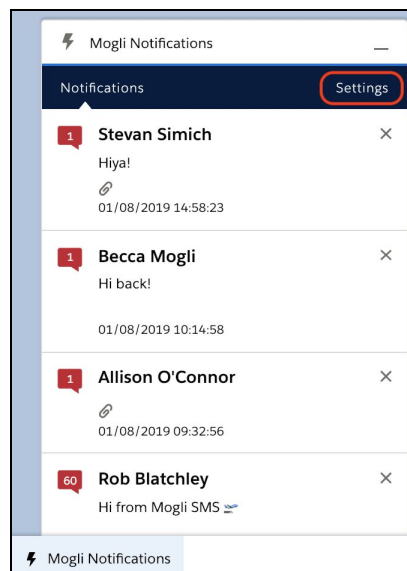 Mogli Notifications
Notifications Settings
1 Stevan Simich
Hiya!
01/08/2019 14:58:23
1 Becca Mogli
Hi back!
01/08/2019 10:14:58
1 Allison O'Connor
01/08/2019 09:32:56
60 Rob Blatchley
Hi from Mogli SMS 🛫
Mogli Notifications